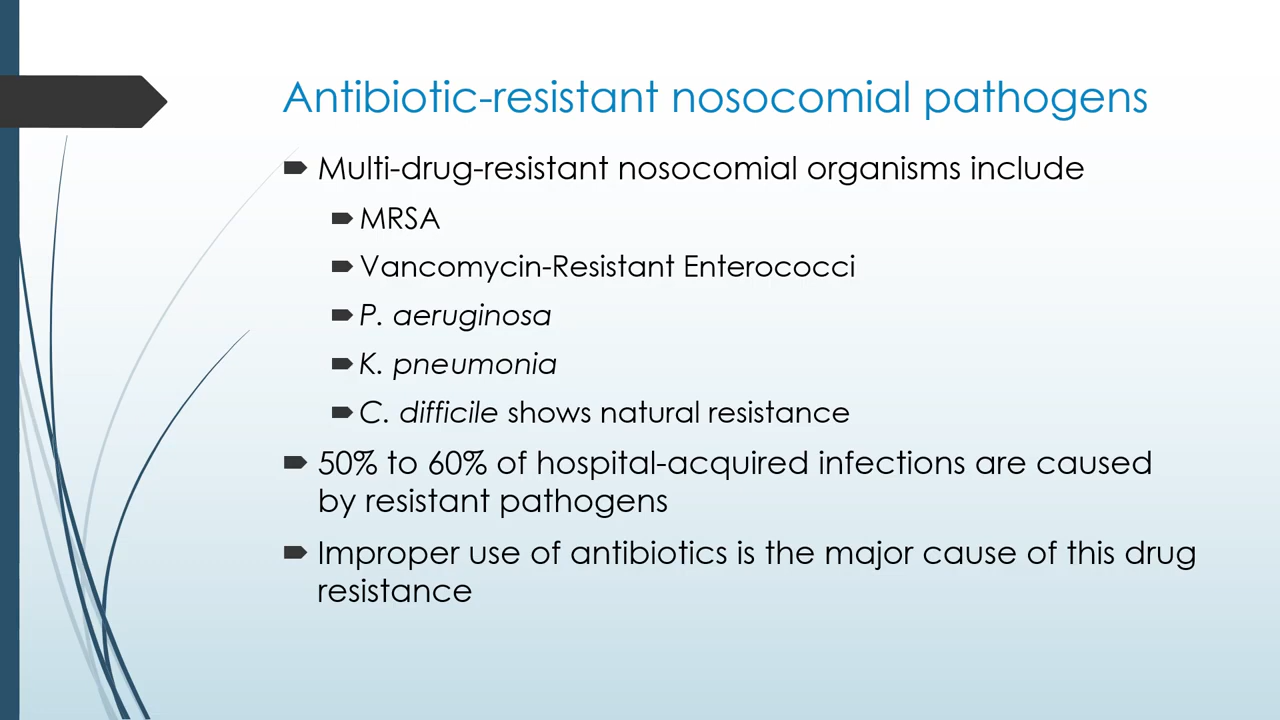 Antibiotic-resistant nosocomial pathogens
Multi-drug-resistant nosocomial organisms include
MRSA
Vancomycin-Resistant Enterococci
P. aeruginosa
K. pneumonia
C. difficile shows natural resistance
50% to 60% of hospital-acquired infections are caused
by resistant pathogens
Improper use of antibiotics is the major cause of this drug
resistance